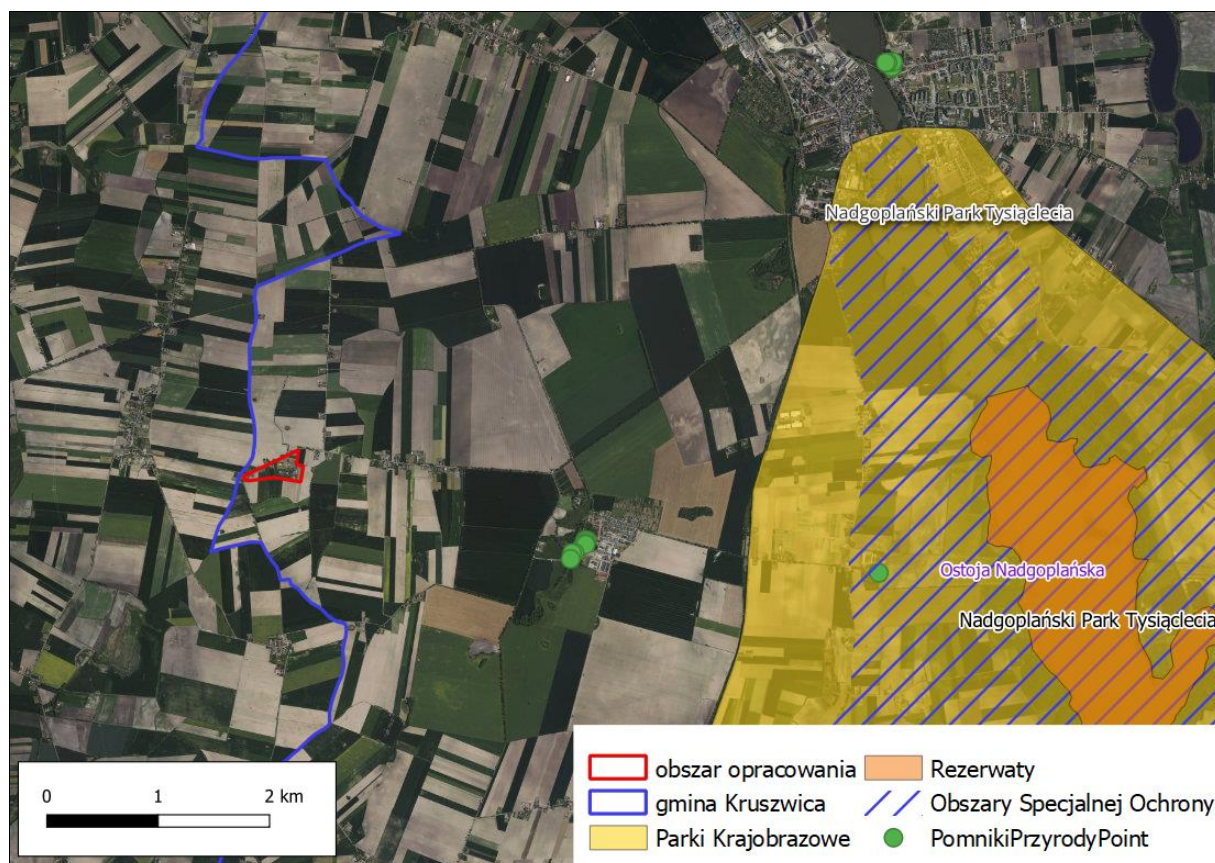 Nadgoplański Park Tysiąclecia
Ostoja Nadgoplańska
Nadgoplański Park Tysiąclecia
0 1 2 km
obszar opracowania
gmina Kruszwica
Parki Krajobrazowe
Rezerwaty
Obszary Specjalnej Ochrony
PomnikiPrzyrodyPoint